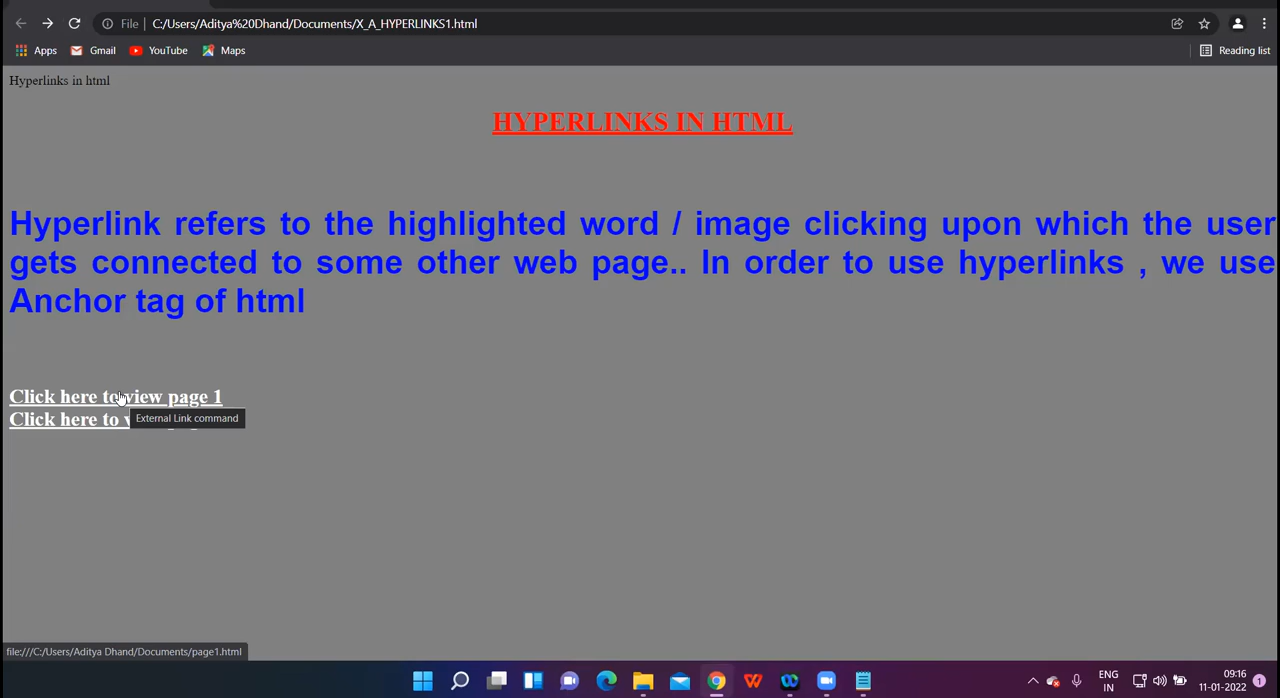 File C:/Users/Aditya%20Dhand/Documents/X_A_HYPERLINKS1.html
Apps Gmail YouTube Maps Reading list
Hyperlinks in html
HYPERLINKS IN HTML
Hyperlink refers to the highlighted word / image clicking upon which the user
gets connected to some other web page.. In order to use hyperlinks , we use
Anchor tag of html
Click here to view page 1
Click here to
External Link command
file:///C:/Users/Aditya Dhand/Documents/page1.html
ENG 09:16
IN 11-01-2022 1